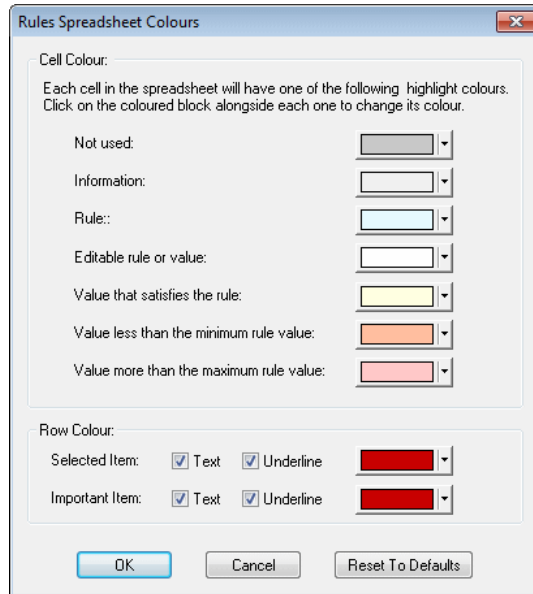 Rules Spreadsheet Colours
Cell Colour:
Each cell in the spreadsheet will have one of the following  highlight colours.
Click on the coloured block alongside each one to change its colour.
Not used:
Information:
Rule::
Editable rule or value:
Value that satisfies the rule:
Value less than the minimum rule value:
Value more than the maximum rule value:
Row Colour:
Selected Item: Text Underline
Important Item: Text Underline
OK Cancel Reset To Defaults